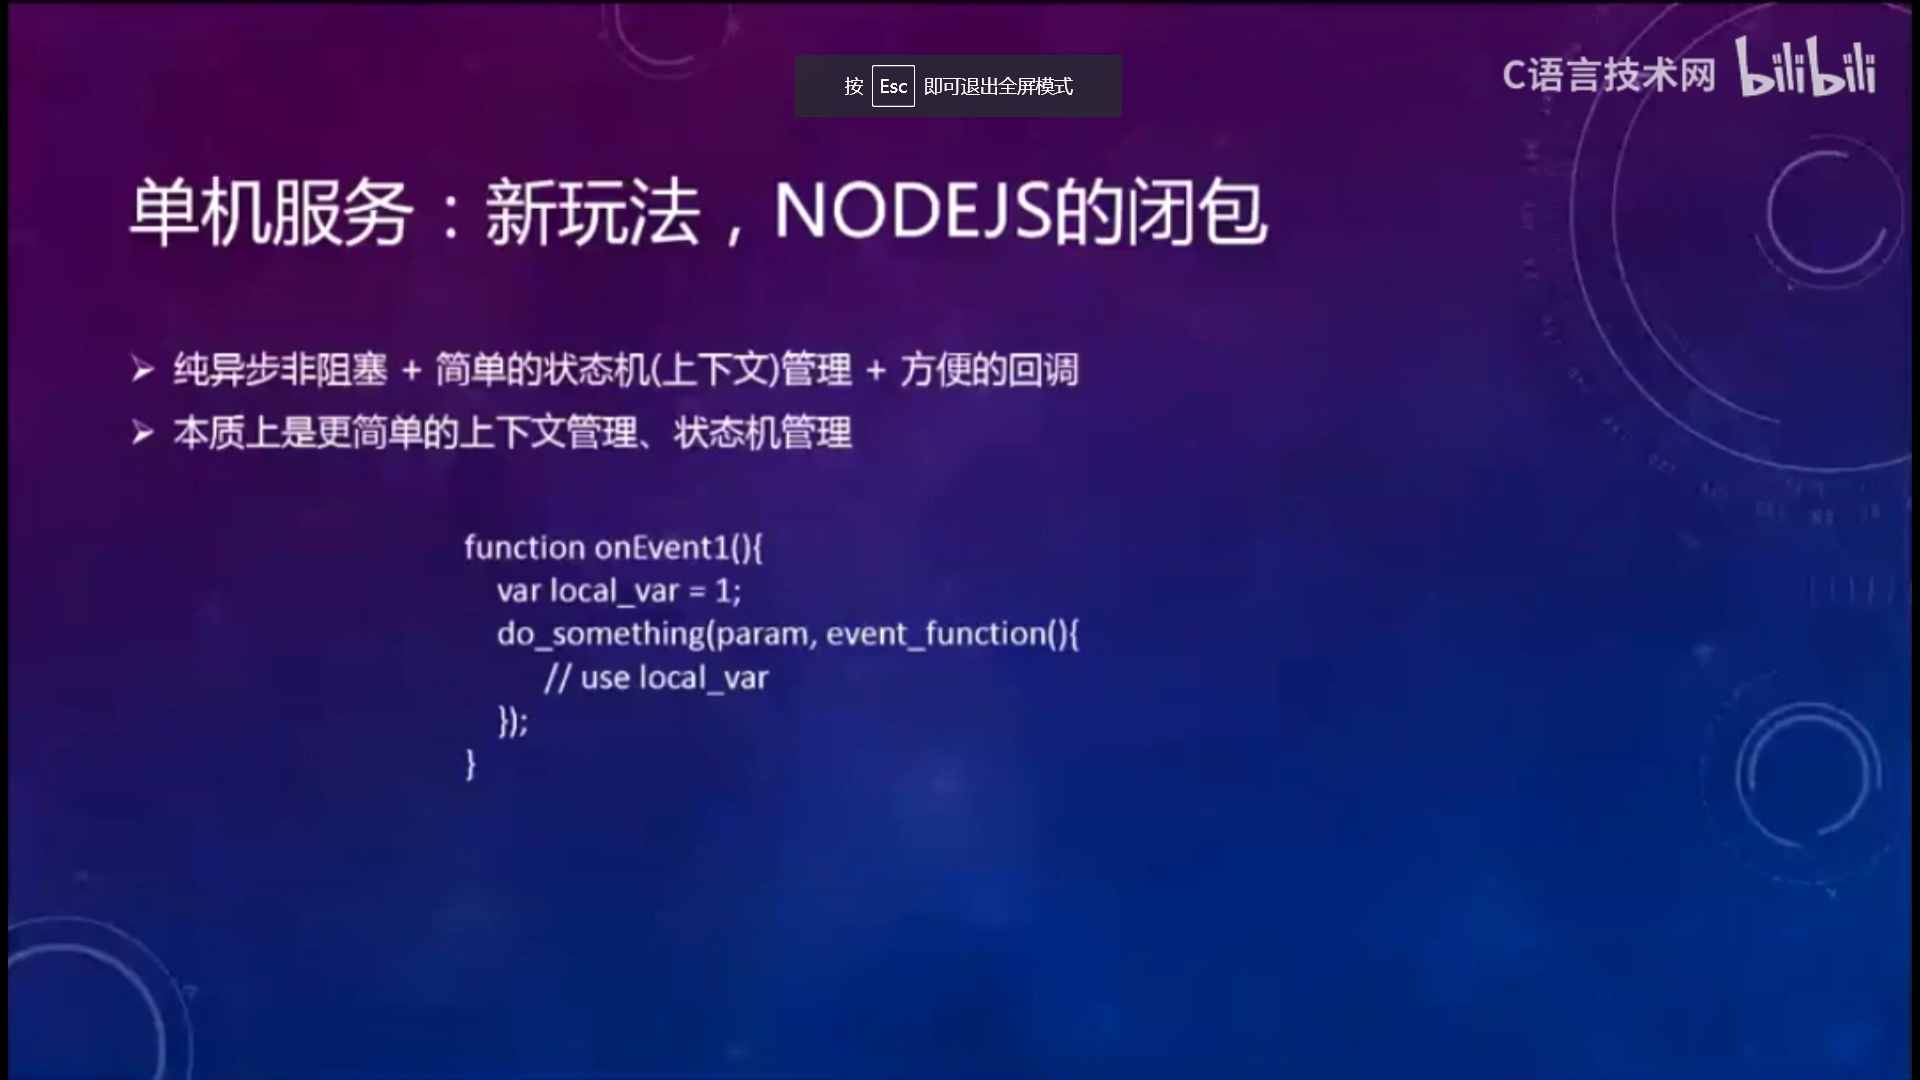 按 Esc 即可退出全屏模式
C语言技术网 bilibili
单机服务：新玩法，NODEJS的闭包
➢ 纯异步非阻塞 + 简单的状态机(上下文)管理 + 方便的回调
➢ 本质上是更简单的上下文管理、状态机管理
function onEvent1(){
var local_var = 1;
do_something(param, event_function(){
// use local_var
});
}